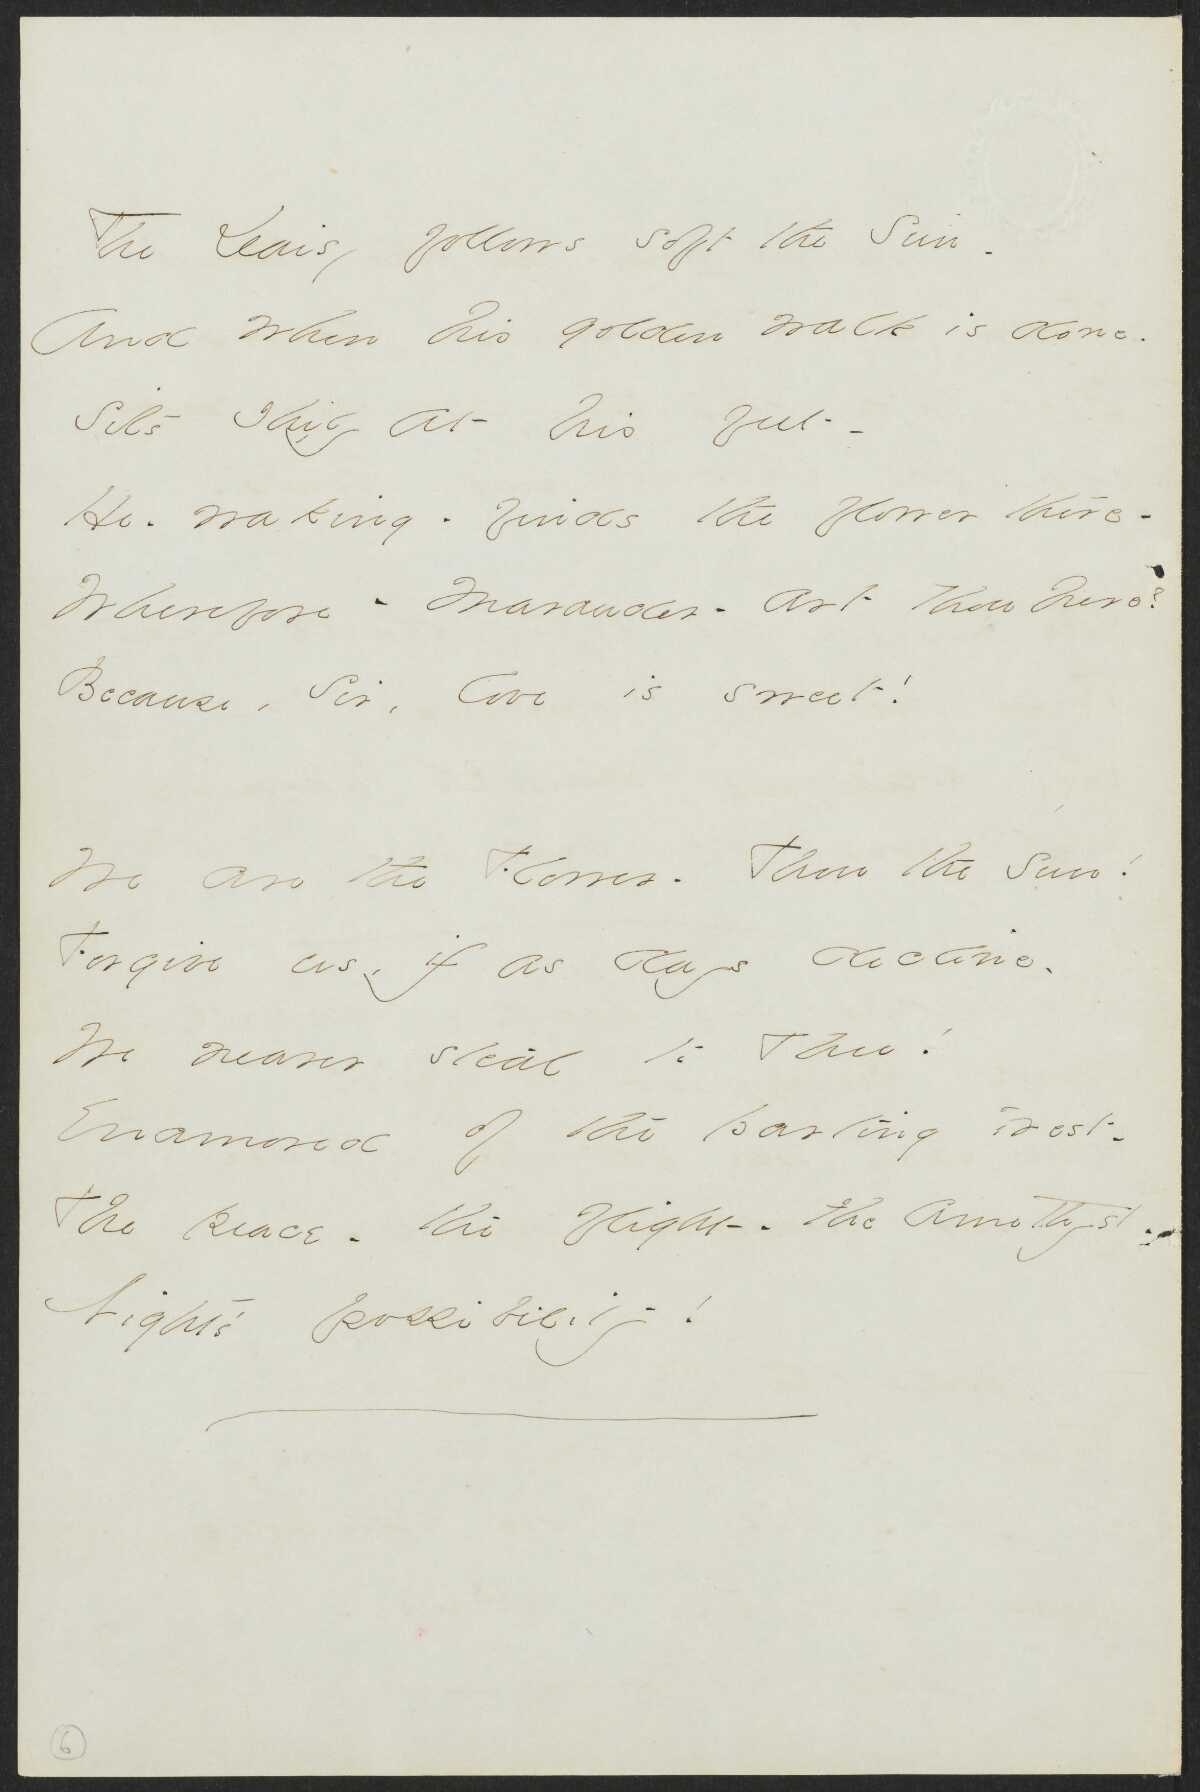 The Daisy follows soft the Sun -
And when his golden walk is done -
Sits shily at his feet -
He - waking - finds the flower there -
Wherefore - Marauder - art thou here?
Because, Sir, love is sweet!
We are the Flower - Thou the Sun!
Forgive us, if as days decline -
We nearer steal to Thee!
Enamored of the parting West -
The peace - the flight - the Amethyst -
Night's possibility!
6